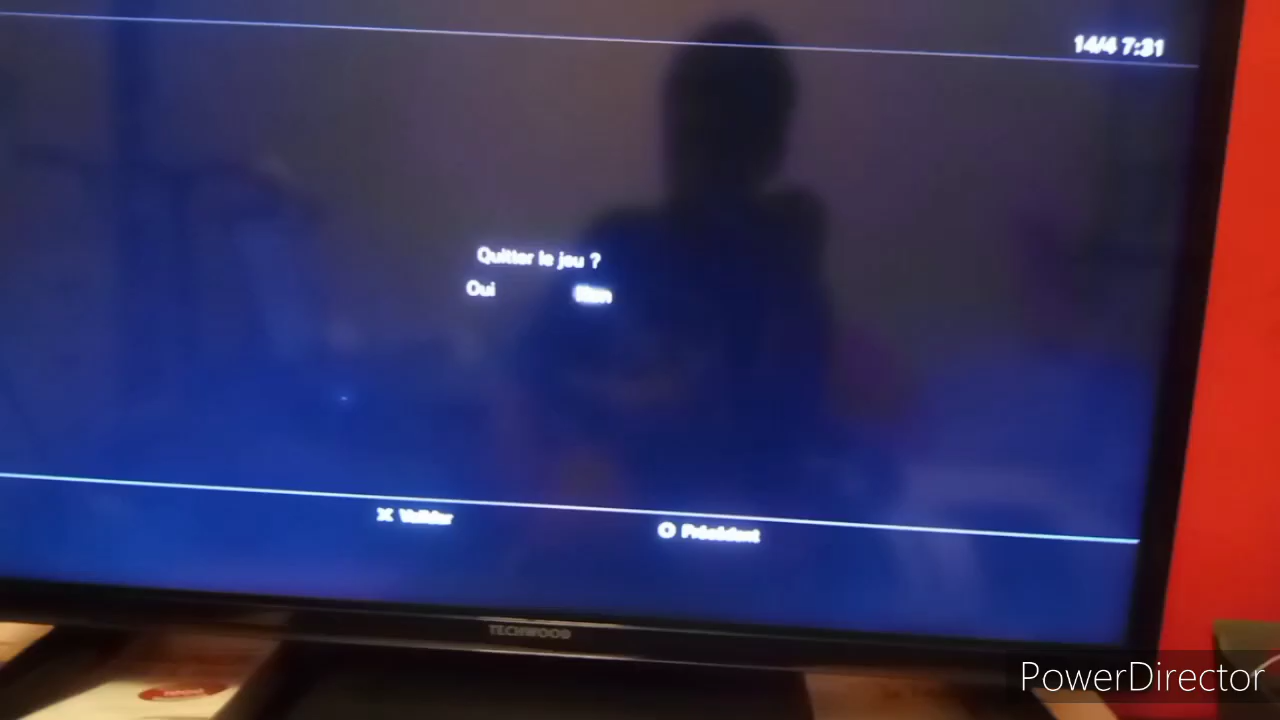 14/4 7:31
Quitter le jeu ?
Oui Non
X Valider O Précédent
TECHWOOD
PowerDirector